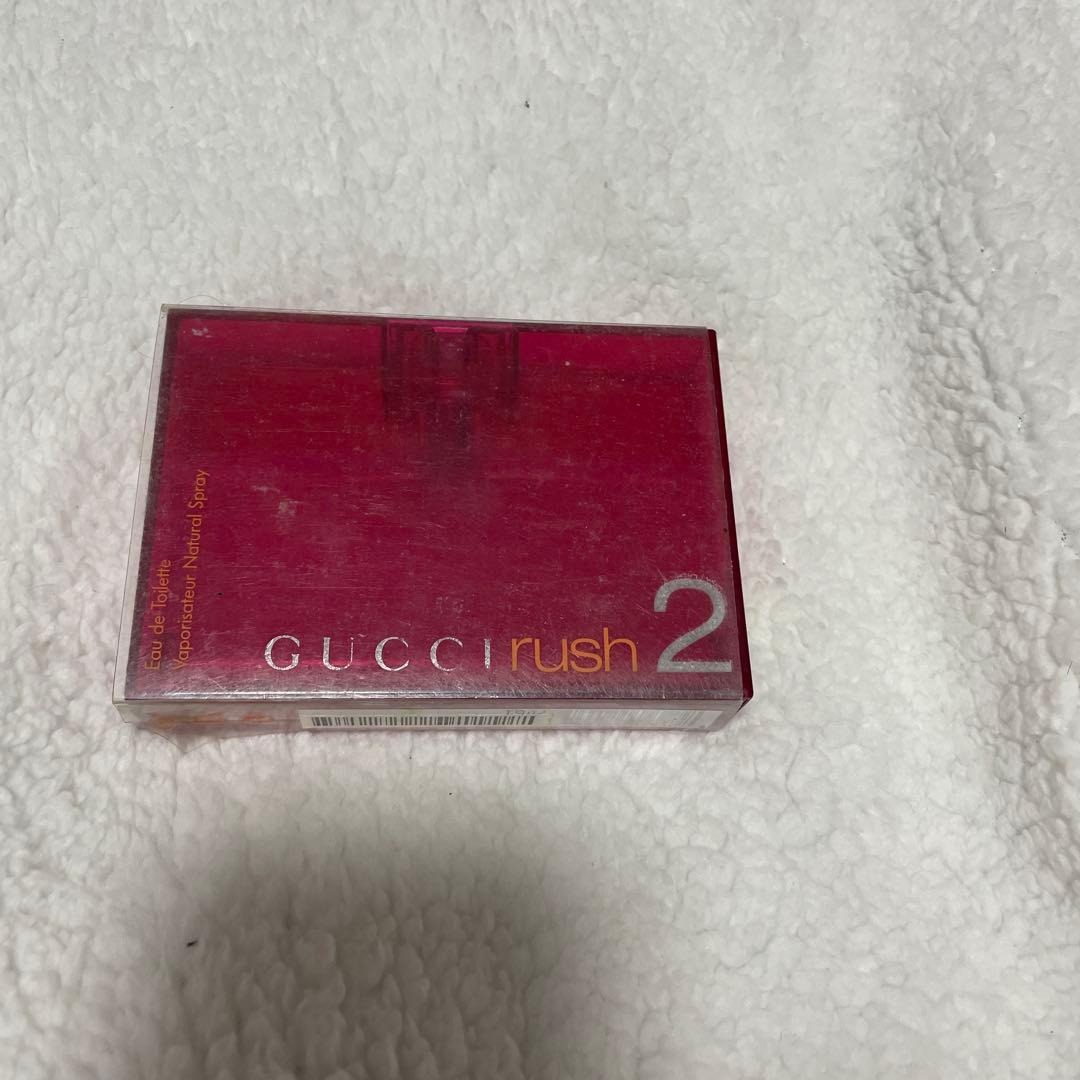 Eau de Toilette
Vaporisateur Natural Spray
GUCCI rush 2